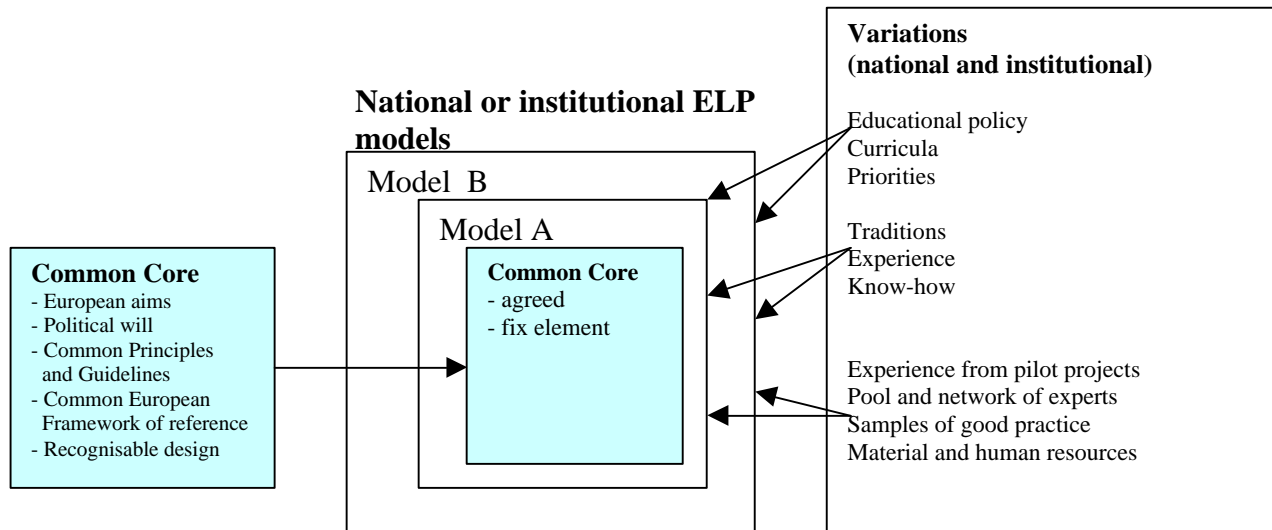 National or institutional ELP
models
Model B
Model A
Common Core
- European aims
- Political will
- Common Principles
and Guidelines
- Common European
Framework of reference
- Recognisable design
Common Core
- agreed
- fix element
Variations
(national and institutional)
Educational policy
Curricula
Priorities
Traditions
Experience
Know-how
Experience from pilot projects
Pool and network of experts
Samples of good practice
Material and human resources